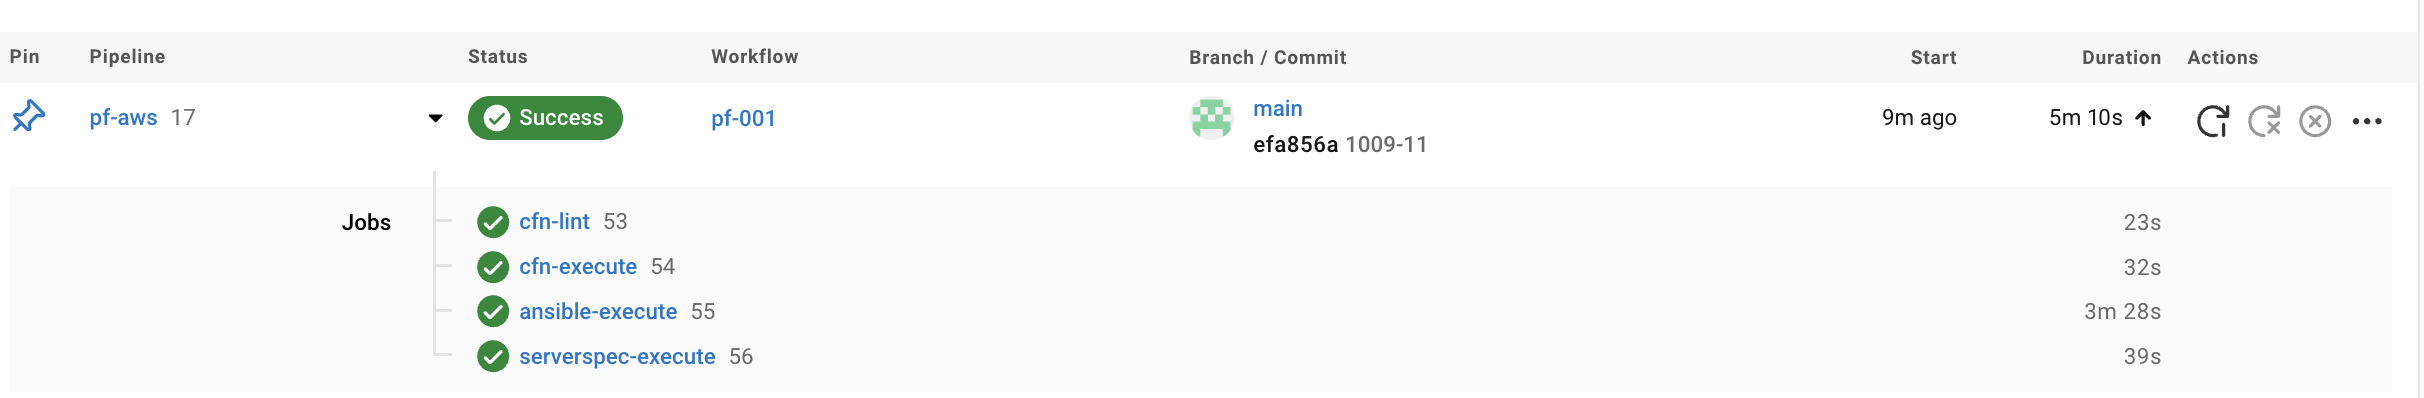 Pin Pipeline Status Workflow Branch / Commit Start Duration Actions
pf-aws 17 Success pf-001 main 9m ago 5m 10s
efa856a 1009-11
Jobs cfn-lint 53 23s
cfn-execute 54 32s
ansible-execute 55 3m 28s
serverspec-execute 56 39s